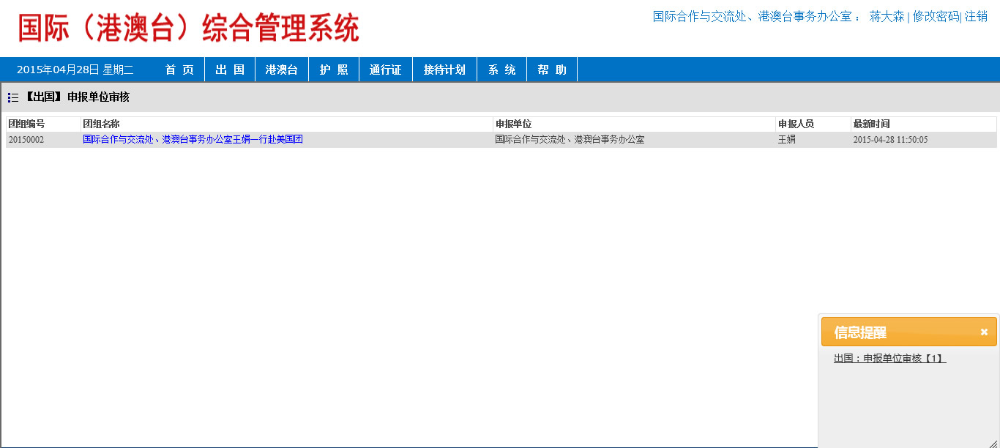 国际（港澳台）综合管理系统
国际合作与交流处、港澳台事务办公室： 蒋大森 | 修改密码| 注销
2015年04月28日 星期二 首 页 出 国 港澳台 护 照 通行证 接待计划 系 统 帮 助
【出国】 申报单位审核
团组编号 团组名称 申报单位 申报人员 最新时间
20150002 国际合作与交流处、港澳台事务办公室王娟一行赴美国团 国际合作与交流处、港澳台事务办公室 王娟 2015-04-28 11:50:05
信息提醒
出国：申报单位审核【1】